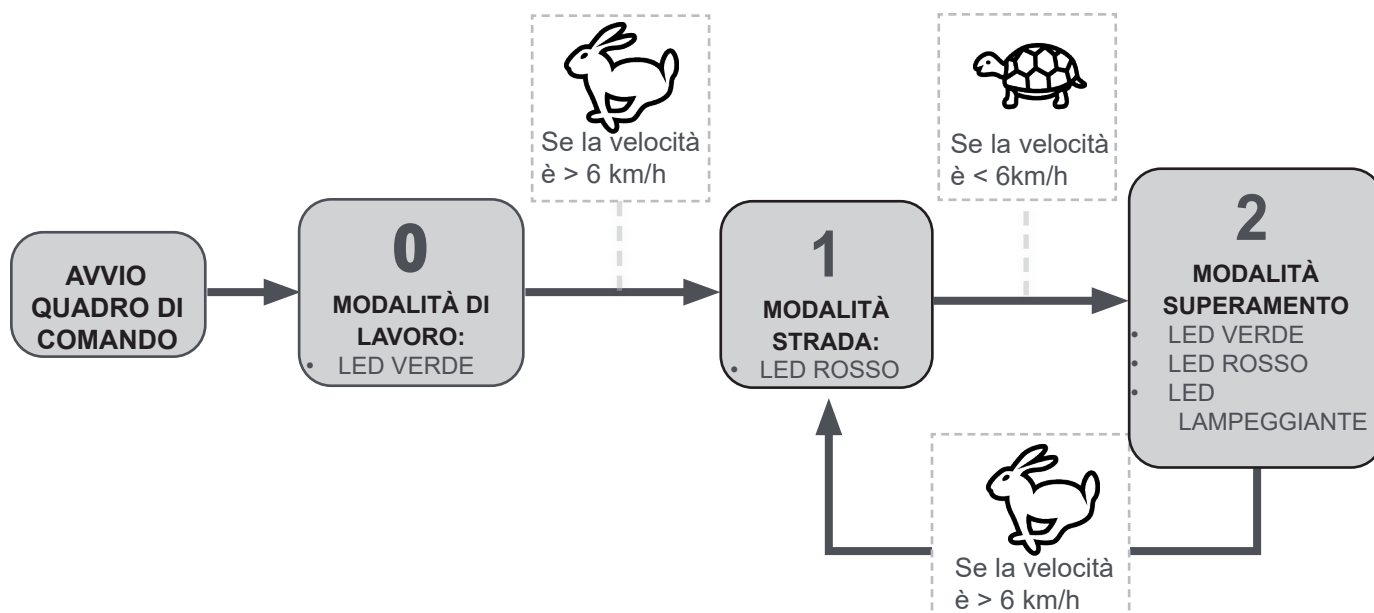 AVVIO
QUADRO DI
COMANDO
0
MODALITÀ DI
LAVORO:
• LED VERDE
Se la velocità
è > 6 km/h
1
MODALITÀ
STRADA:
• LED ROSSO
Se la velocità
è < 6km/h
2
MODALITÀ
SUPERAMENTO
• LED VERDE
• LED ROSSO
• LED
LAMPEGGIANTE
Se la velocità
è > 6 km/h